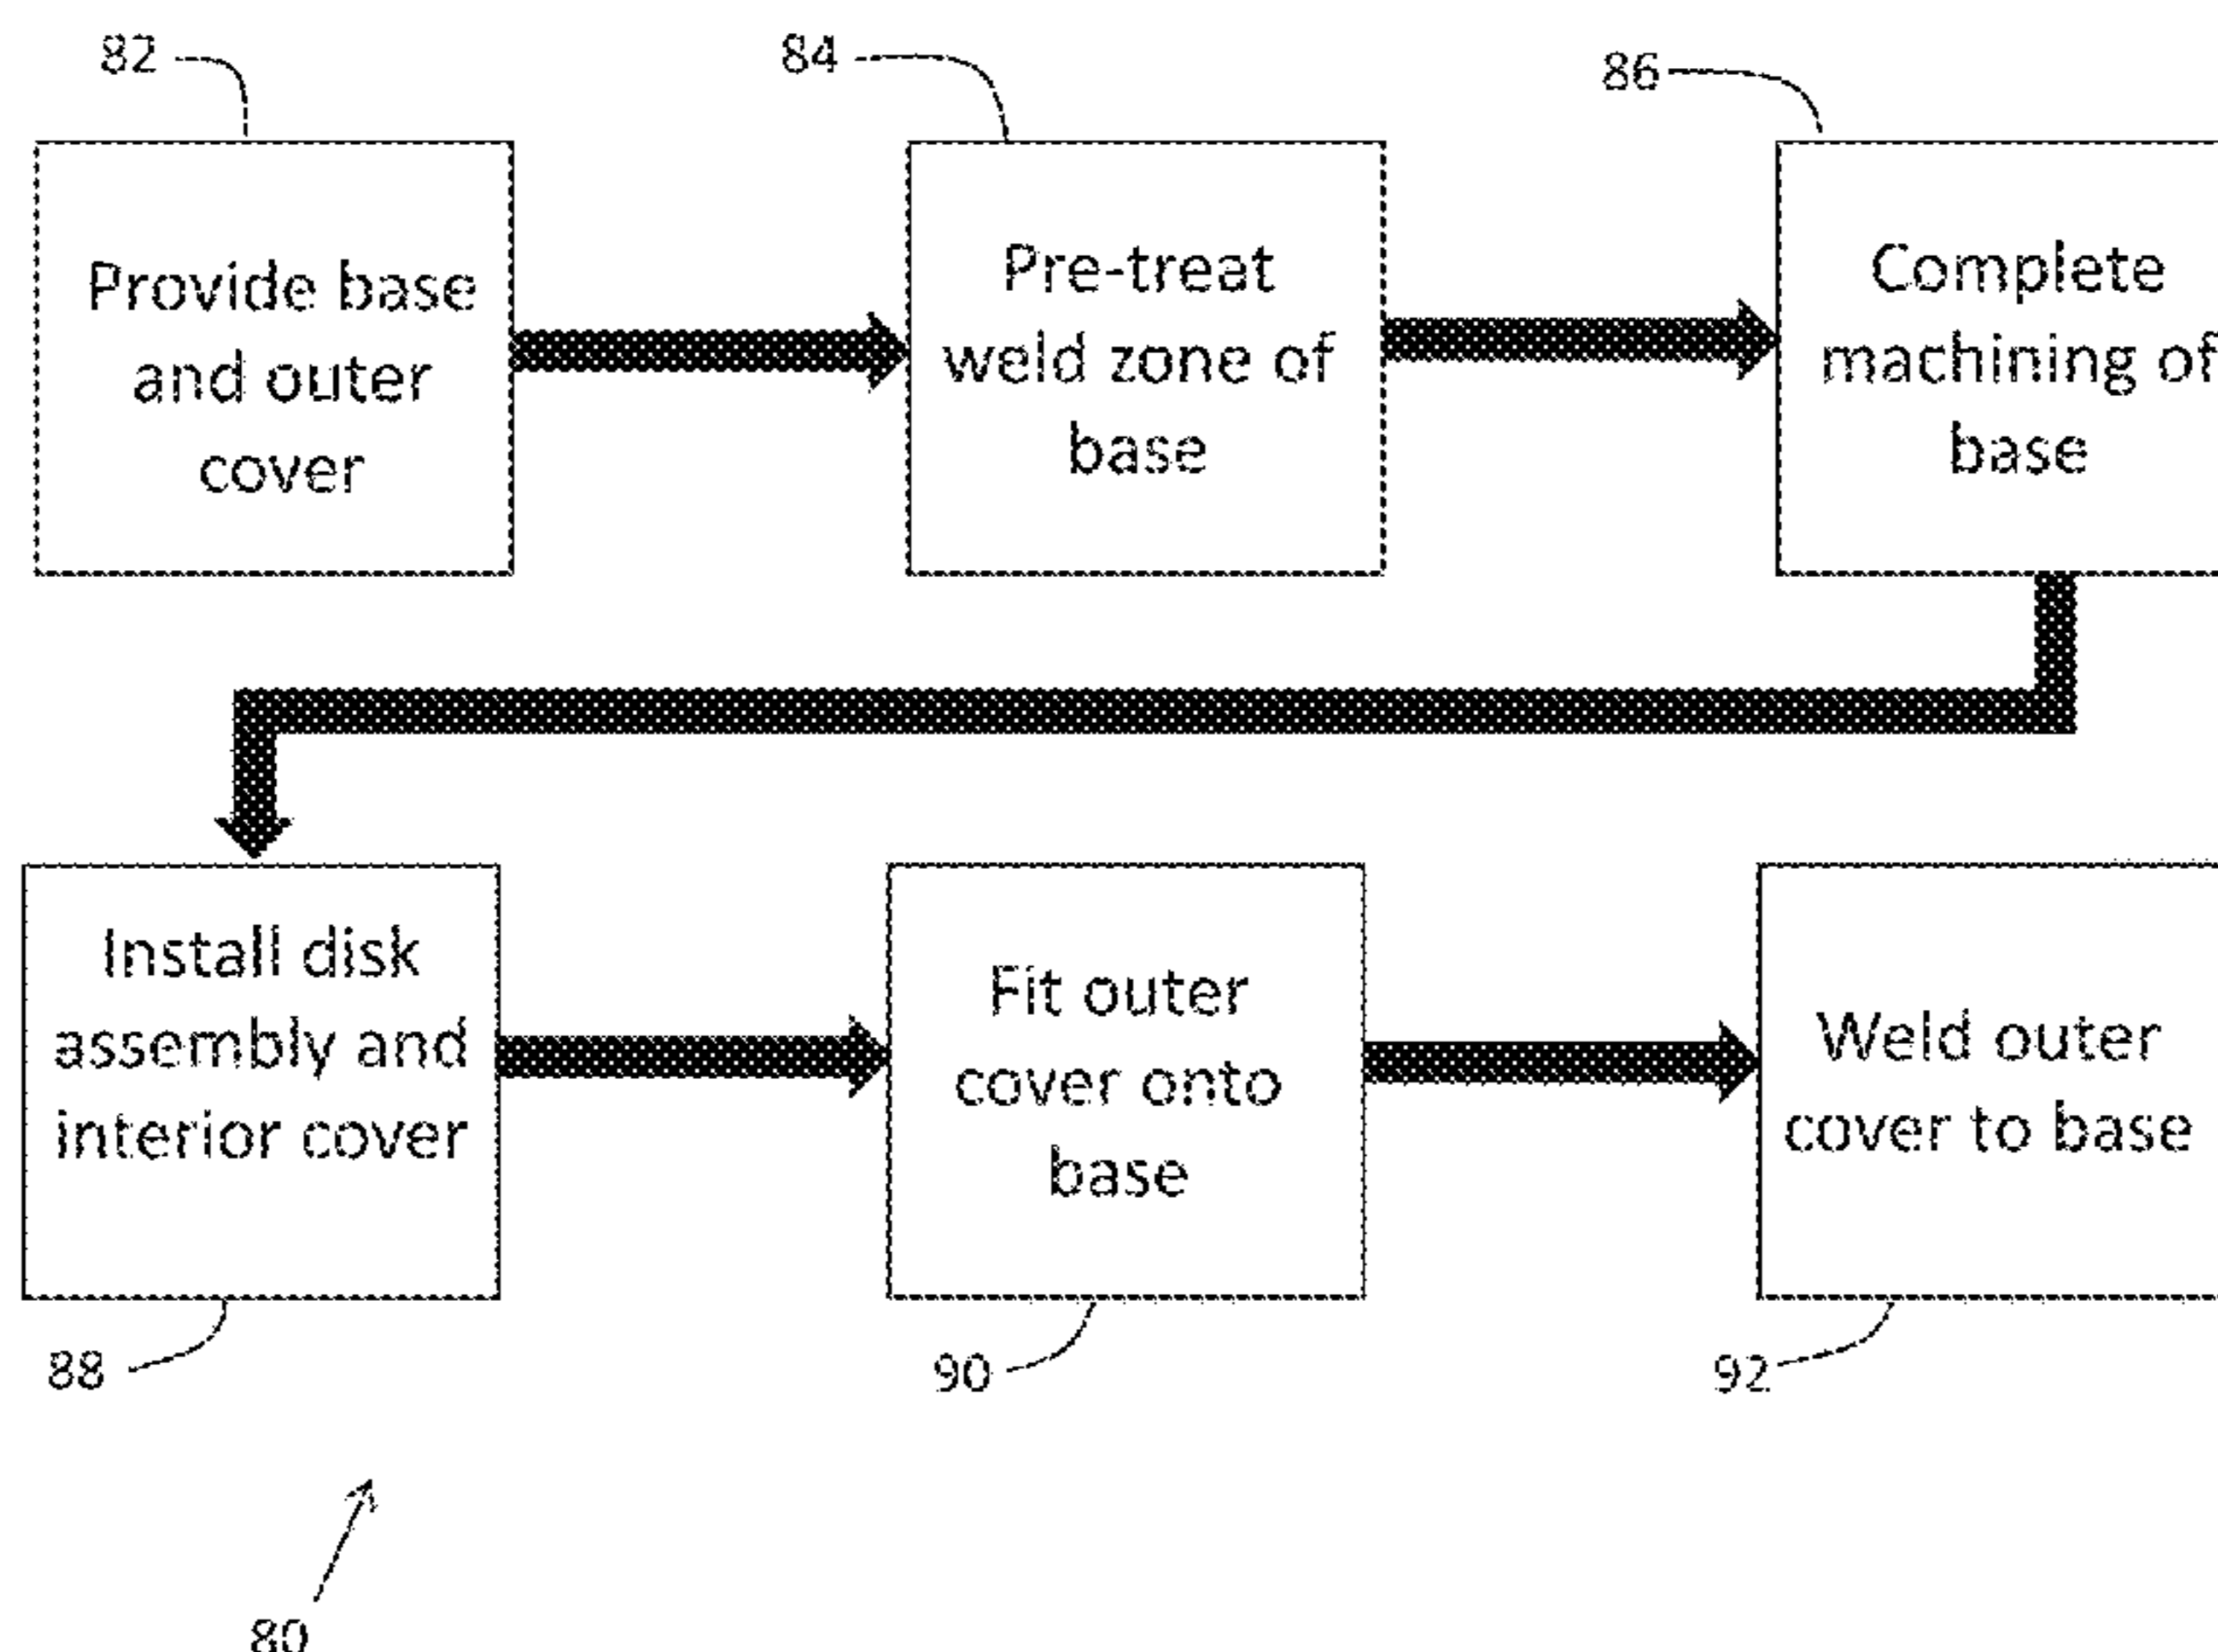 82
84
86
Provide base
and outer
cover
Pre-treat
weld zone of
base
Complete
machining of
base
Install disk
assembly and
interior cover
Fit outer
cover onto
base
Weld outer
cover to base
88
90
92
80